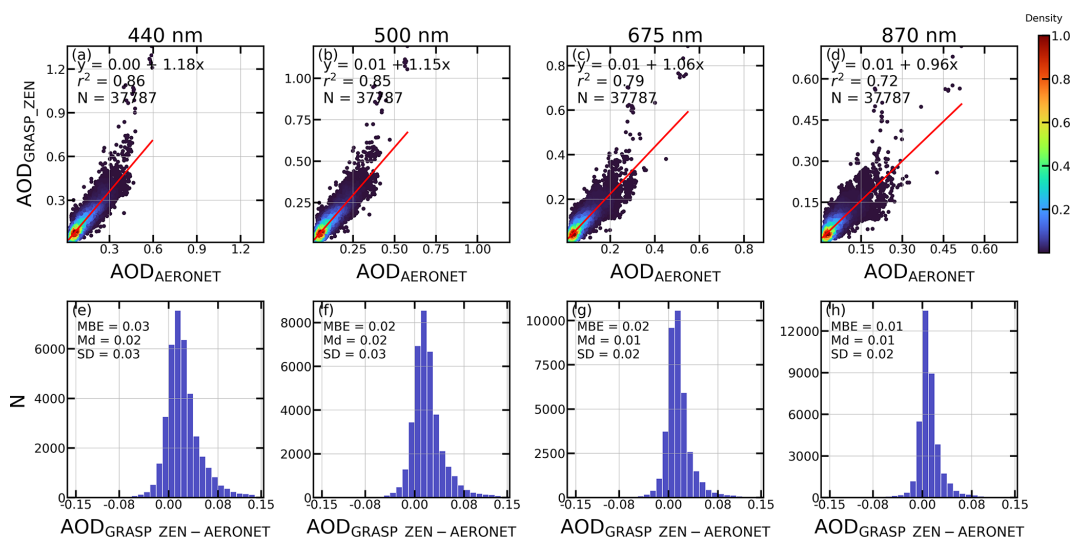 Density
440 nm
500 nm
675 nm
870 nm
(a)
y = 0.00 + 1.18x
r² = 0.86
N = 37787
(b)
y = 0.01 + 1.15x
r² = 0.85
N = 37787
(c)
y = 0.01 + 1.06x
r² = 0.79
N = 37787
(d)
y = 0.01 + 0.96x
r² = 0.72
N = 37787
AOD_GRASP_ZEN
1.2
0.9
0.6
0.3
1.00
0.75
0.50
0.25
0.8
0.6
0.4
0.2
0.60
0.45
0.30
0.15
1.0
0.8
0.6
0.4
0.2
0.3 0.6 0.9 1.2
0.25 0.50 0.75 1.00
0.2 0.4 0.6 0.8
0.15 0.30 0.45 0.60
AOD_AERONET
AOD_AERONET
AOD_AERONET
AOD_AERONET
(e)
MBE = 0.03
Md = 0.02
SD = 0.03
(f)
MBE = 0.02
Md = 0.02
SD = 0.03
(g)
MBE = 0.02
Md = 0.01
SD = 0.02
(h)
MBE = 0.01
Md = 0.01
SD = 0.02
N
6000
4000
2000
0
8000
6000
4000
2000
0
10000
7500
5000
2500
0
12000
9000
6000
3000
0
-0.15 -0.08 0.00 0.08 0.15
-0.15 -0.08 0.00 0.08 0.15
-0.15 -0.08 0.00 0.08 0.15
-0.15 -0.08 0.00 0.08 0.15
AOD_GRASP_ZEN − AERONET
AOD_GRASP_ZEN − AERONET
AOD_GRASP_ZEN − AERONET
AOD_GRASP_ZEN − AERONET